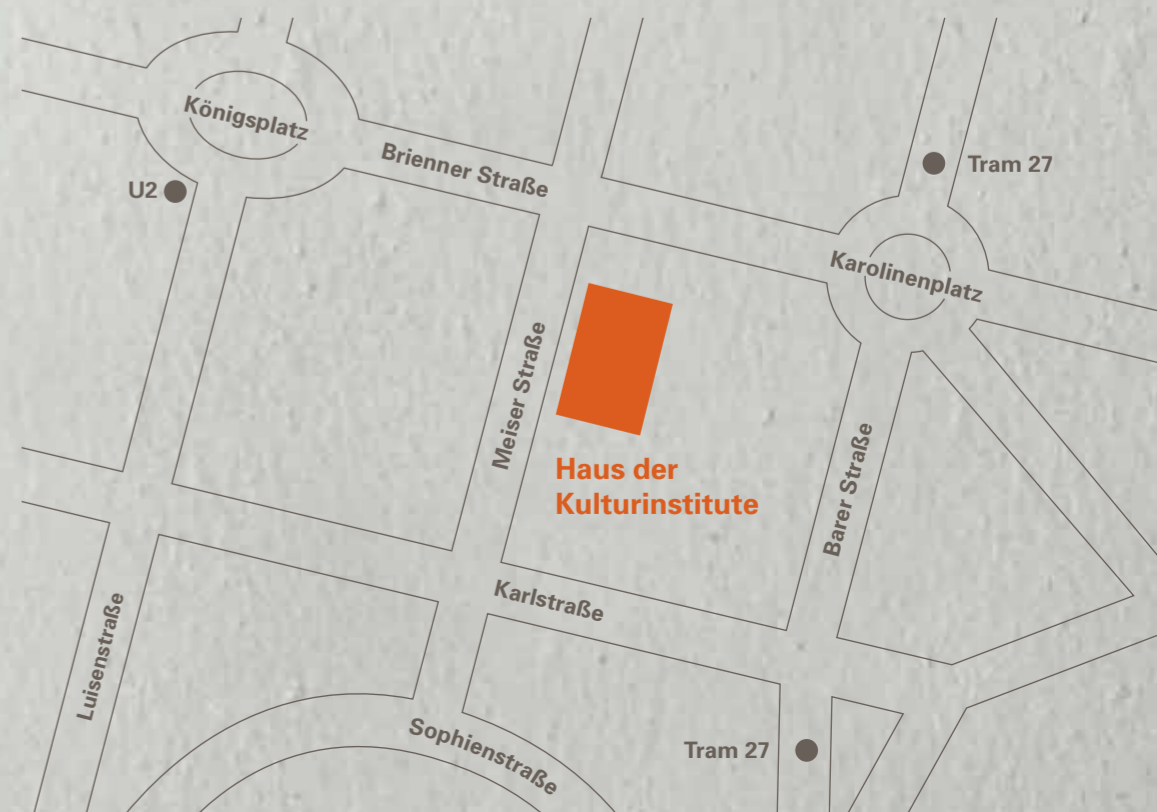 Königsplatz
Brienner Straße
U2
Tram 27
Karolinenplatz
Meiser Straße
Haus der
Kulturinstitute
Barer Straße
Karlstraße
Luisenstraße
Sophienstraße
Tram 27